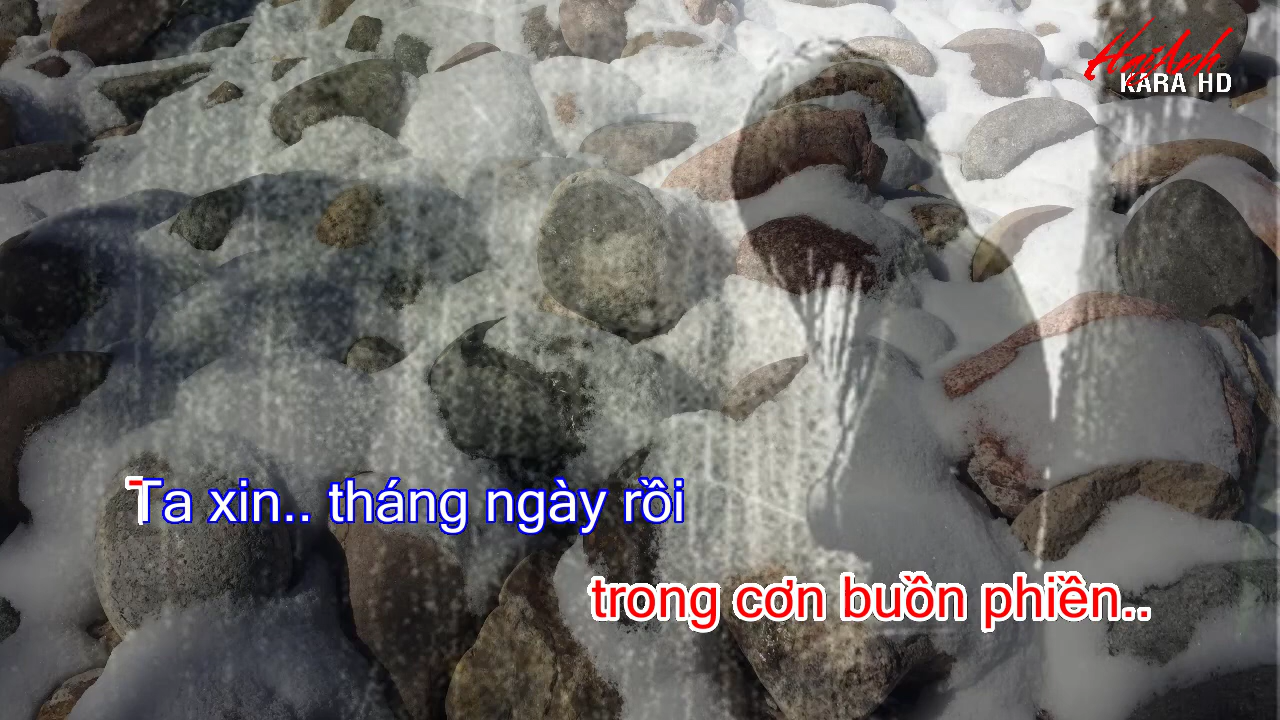 HaiAnh
KARA HD
Ta xin.. tháng ngày rồi
trong cơn buồn phiền..